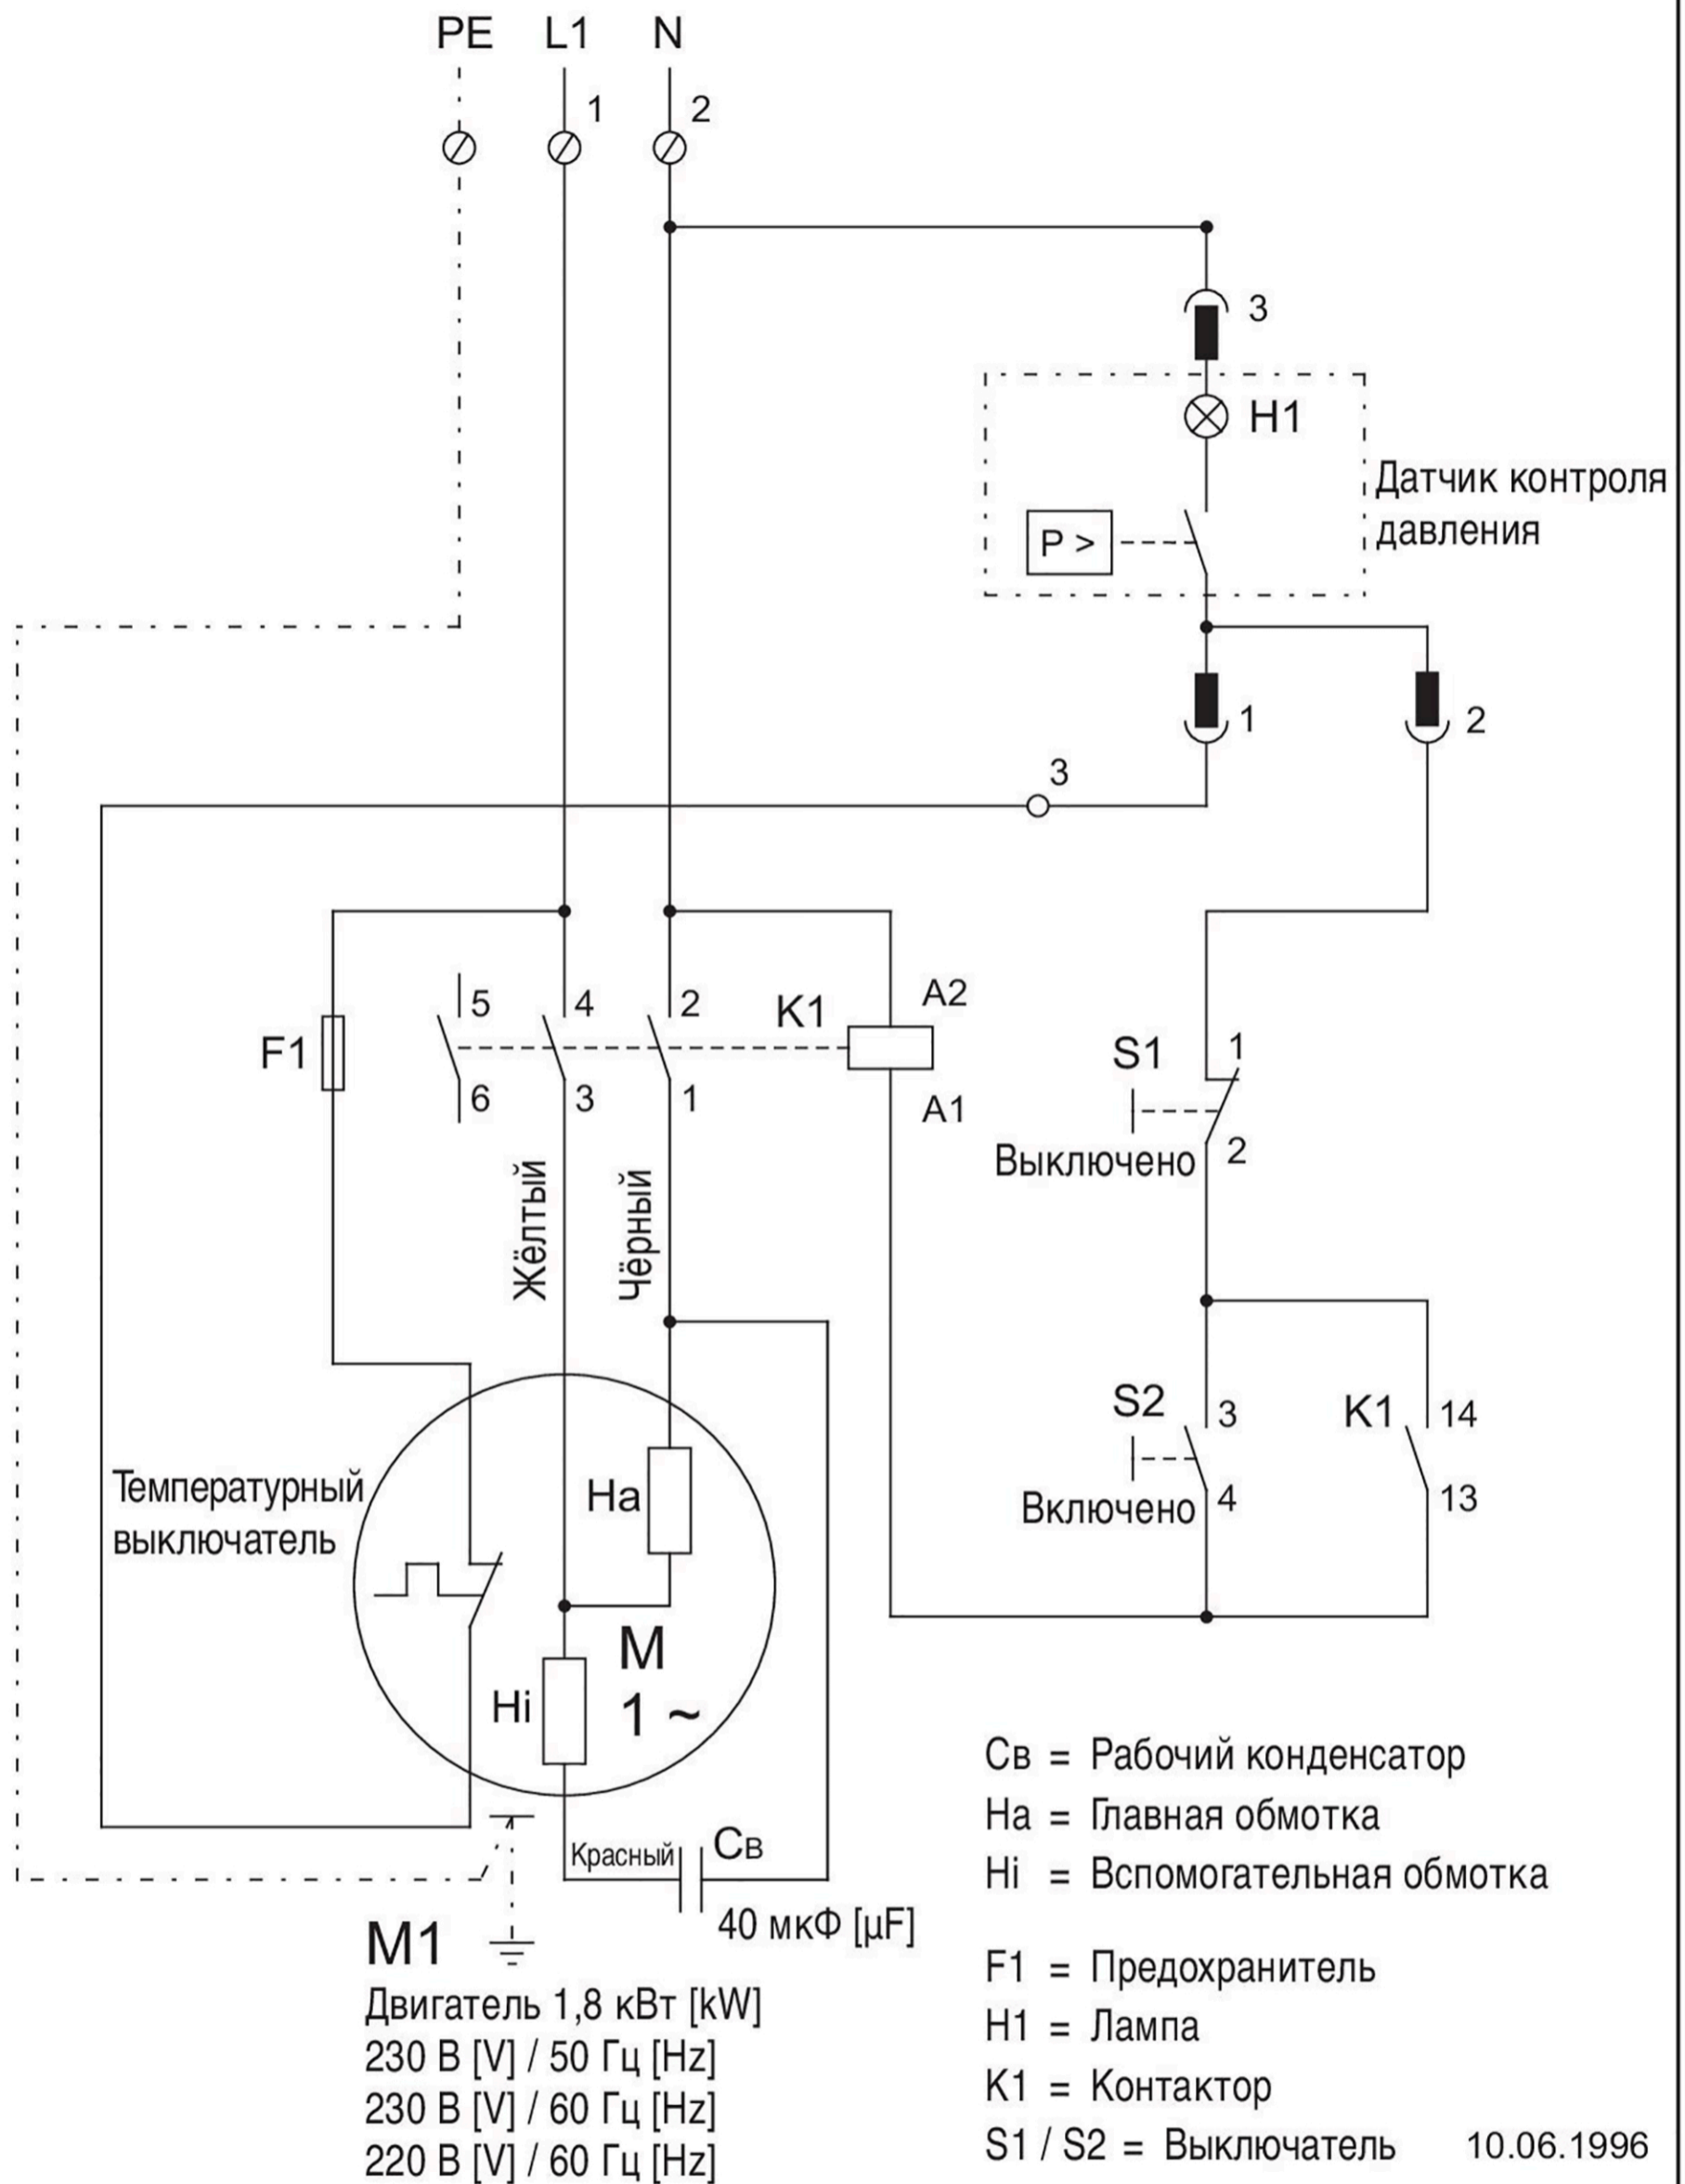 PE L1 N
1 2
3
H1
Датчик контроля
давления
P >
1 2
3
5 4 2 K1 A2
F1
6 3 1 A1
S1 1
2
Выключено
Жёлтый Чёрный
S2 3 K1 14
4 13
Включено
Температурный
выключатель
Ha
M
1 ~
Hi
Красный Св
40 мкФ [µF]
M1
Двигатель 1,8 кВт [kW]
230 В [V] / 50 Гц [Hz]
230 В [V] / 60 Гц [Hz]
220 В [V] / 60 Гц [Hz]
Св = Рабочий конденсатор
Ha = Главная обмотка
Hi = Вспомогательная обмотка
F1 = Предохранитель
H1 = Лампа
K1 = Контактор
S1 / S2 = Выключатель 10.06.1996